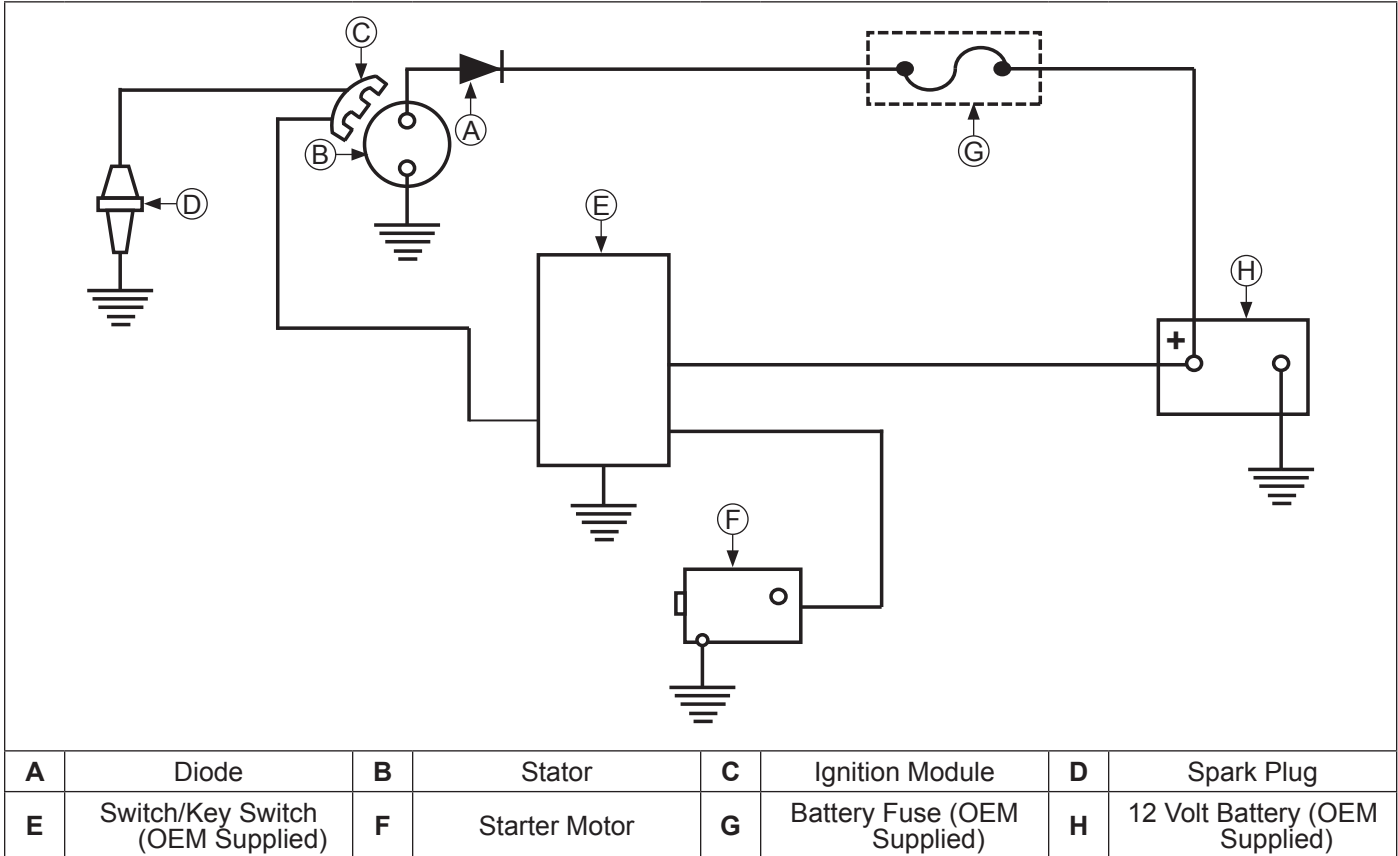 C
A
B
G
D
E
H
+
F
A Diode B Stator C Ignition Module D Spark Plug
E Switch/Key Switch (OEM Supplied) F Starter Motor G Battery Fuse (OEM Supplied) H 12 Volt Battery (OEM Supplied)